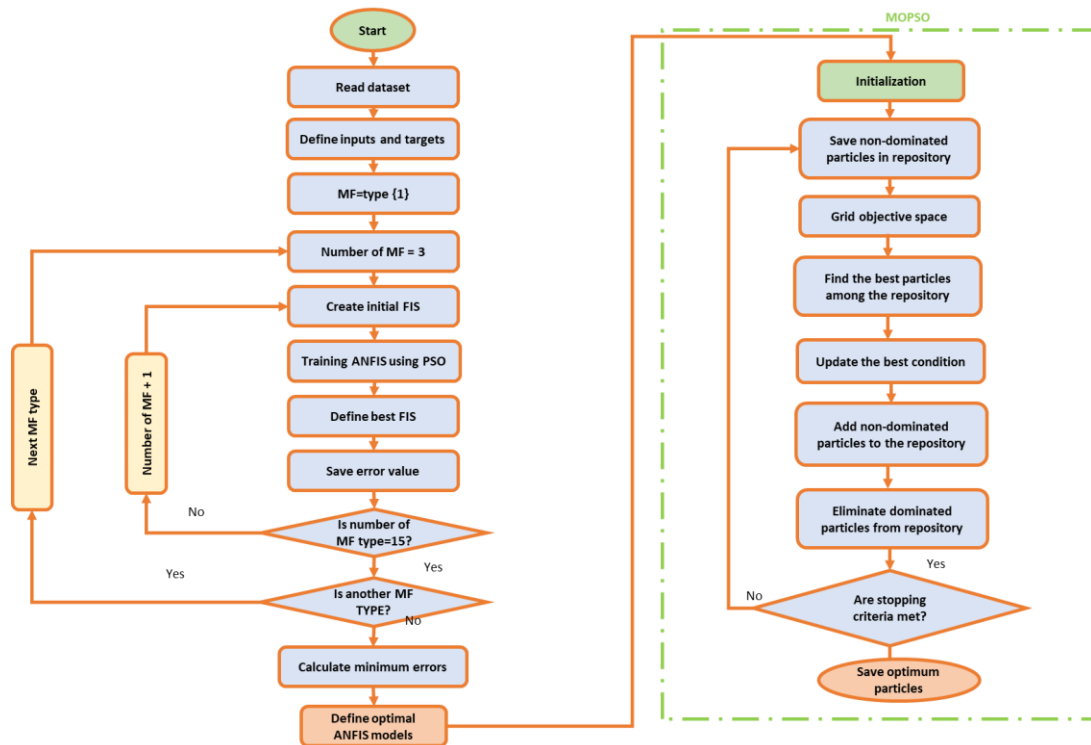 Start
Read dataset
Define inputs and targets
MF=type {1}
Number of MF = 3
Create initial FIS
Training ANFIS using PSO
Define best FIS
Save error value
Is number of
MF type=15?
No
Number of MF + 1
Yes
Is another MF
TYPE?
Yes
Next MF type
No
Calculate minimum errors
Define optimal
ANFIS models
MOPSO
Initialization
Save non-dominated
particles in repository
Grid objective space
Find the best particles
among the repository
Update the best condition
Add non-dominated
particles to the repository
Eliminate dominated
particles from repository
Yes
No
Are stopping
criteria met?
Save optimum
particles